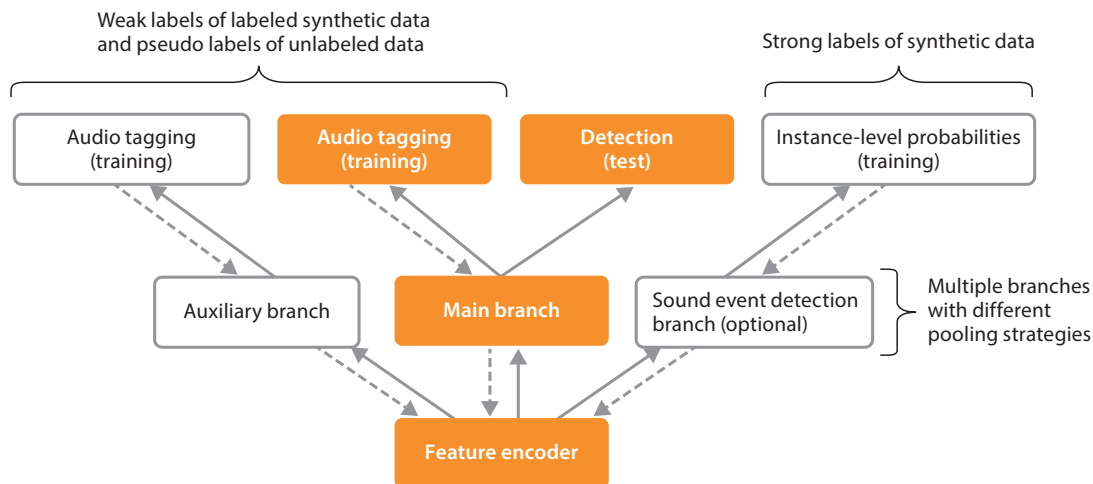 Weak labels of labeled synthetic data
and pseudo labels of unlabeled data
Strong labels of synthetic data
Audio tagging
(training)
Audio tagging
(training)
Detection
(test)
Instance-level probabilities
(training)
Auxiliary branch
Main branch
Sound event detection
branch (optional)
Multiple branches
with different
pooling strategies
Feature encoder